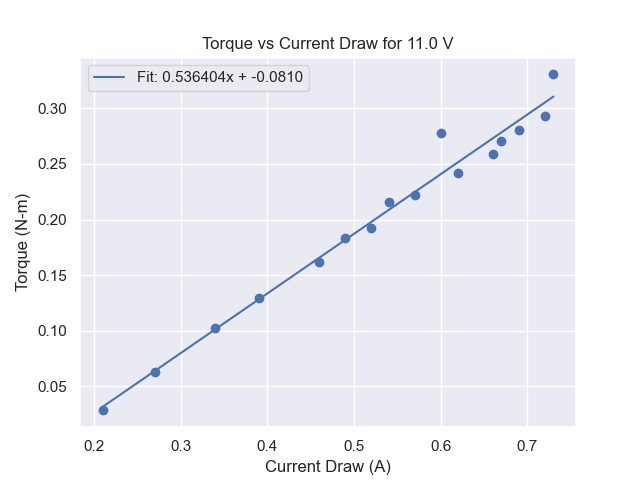 Torque vs Current Draw for 11.0 V
Fit: 0.536404x + -0.0810
0.30
0.25
0.20
0.15
0.10
0.05
Torque (N-m)
0.2 0.3 0.4 0.5 0.6 0.7
Current Draw (A)